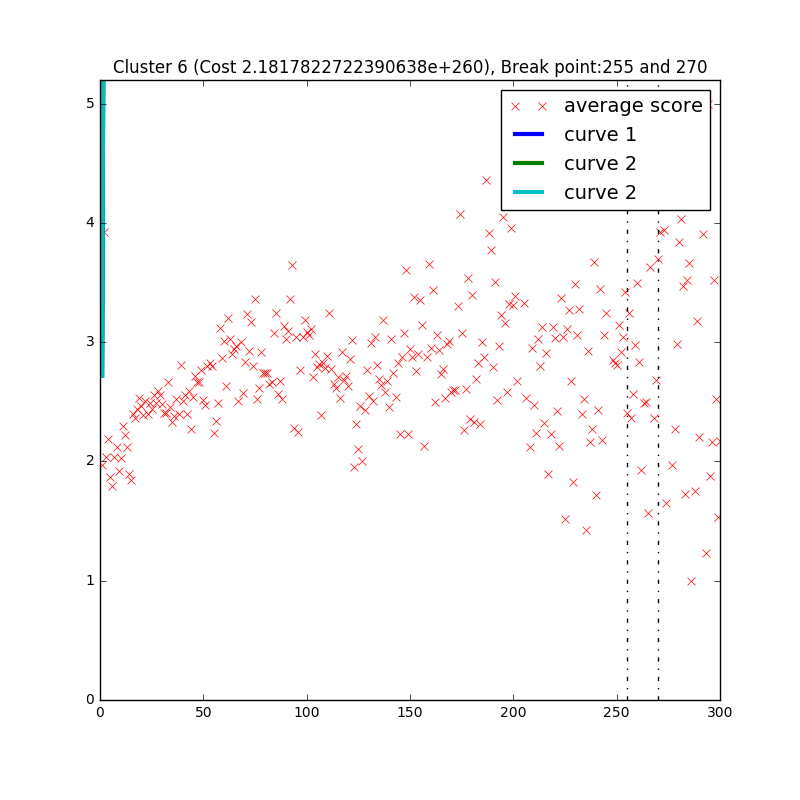 Cluster 6 (Cost 2.1817822722390638e+260), Break point:255 and 270
average score
curve 1
curve 2
curve 2
5
4
3
2
1
0
0 50 100 150 200 250 300